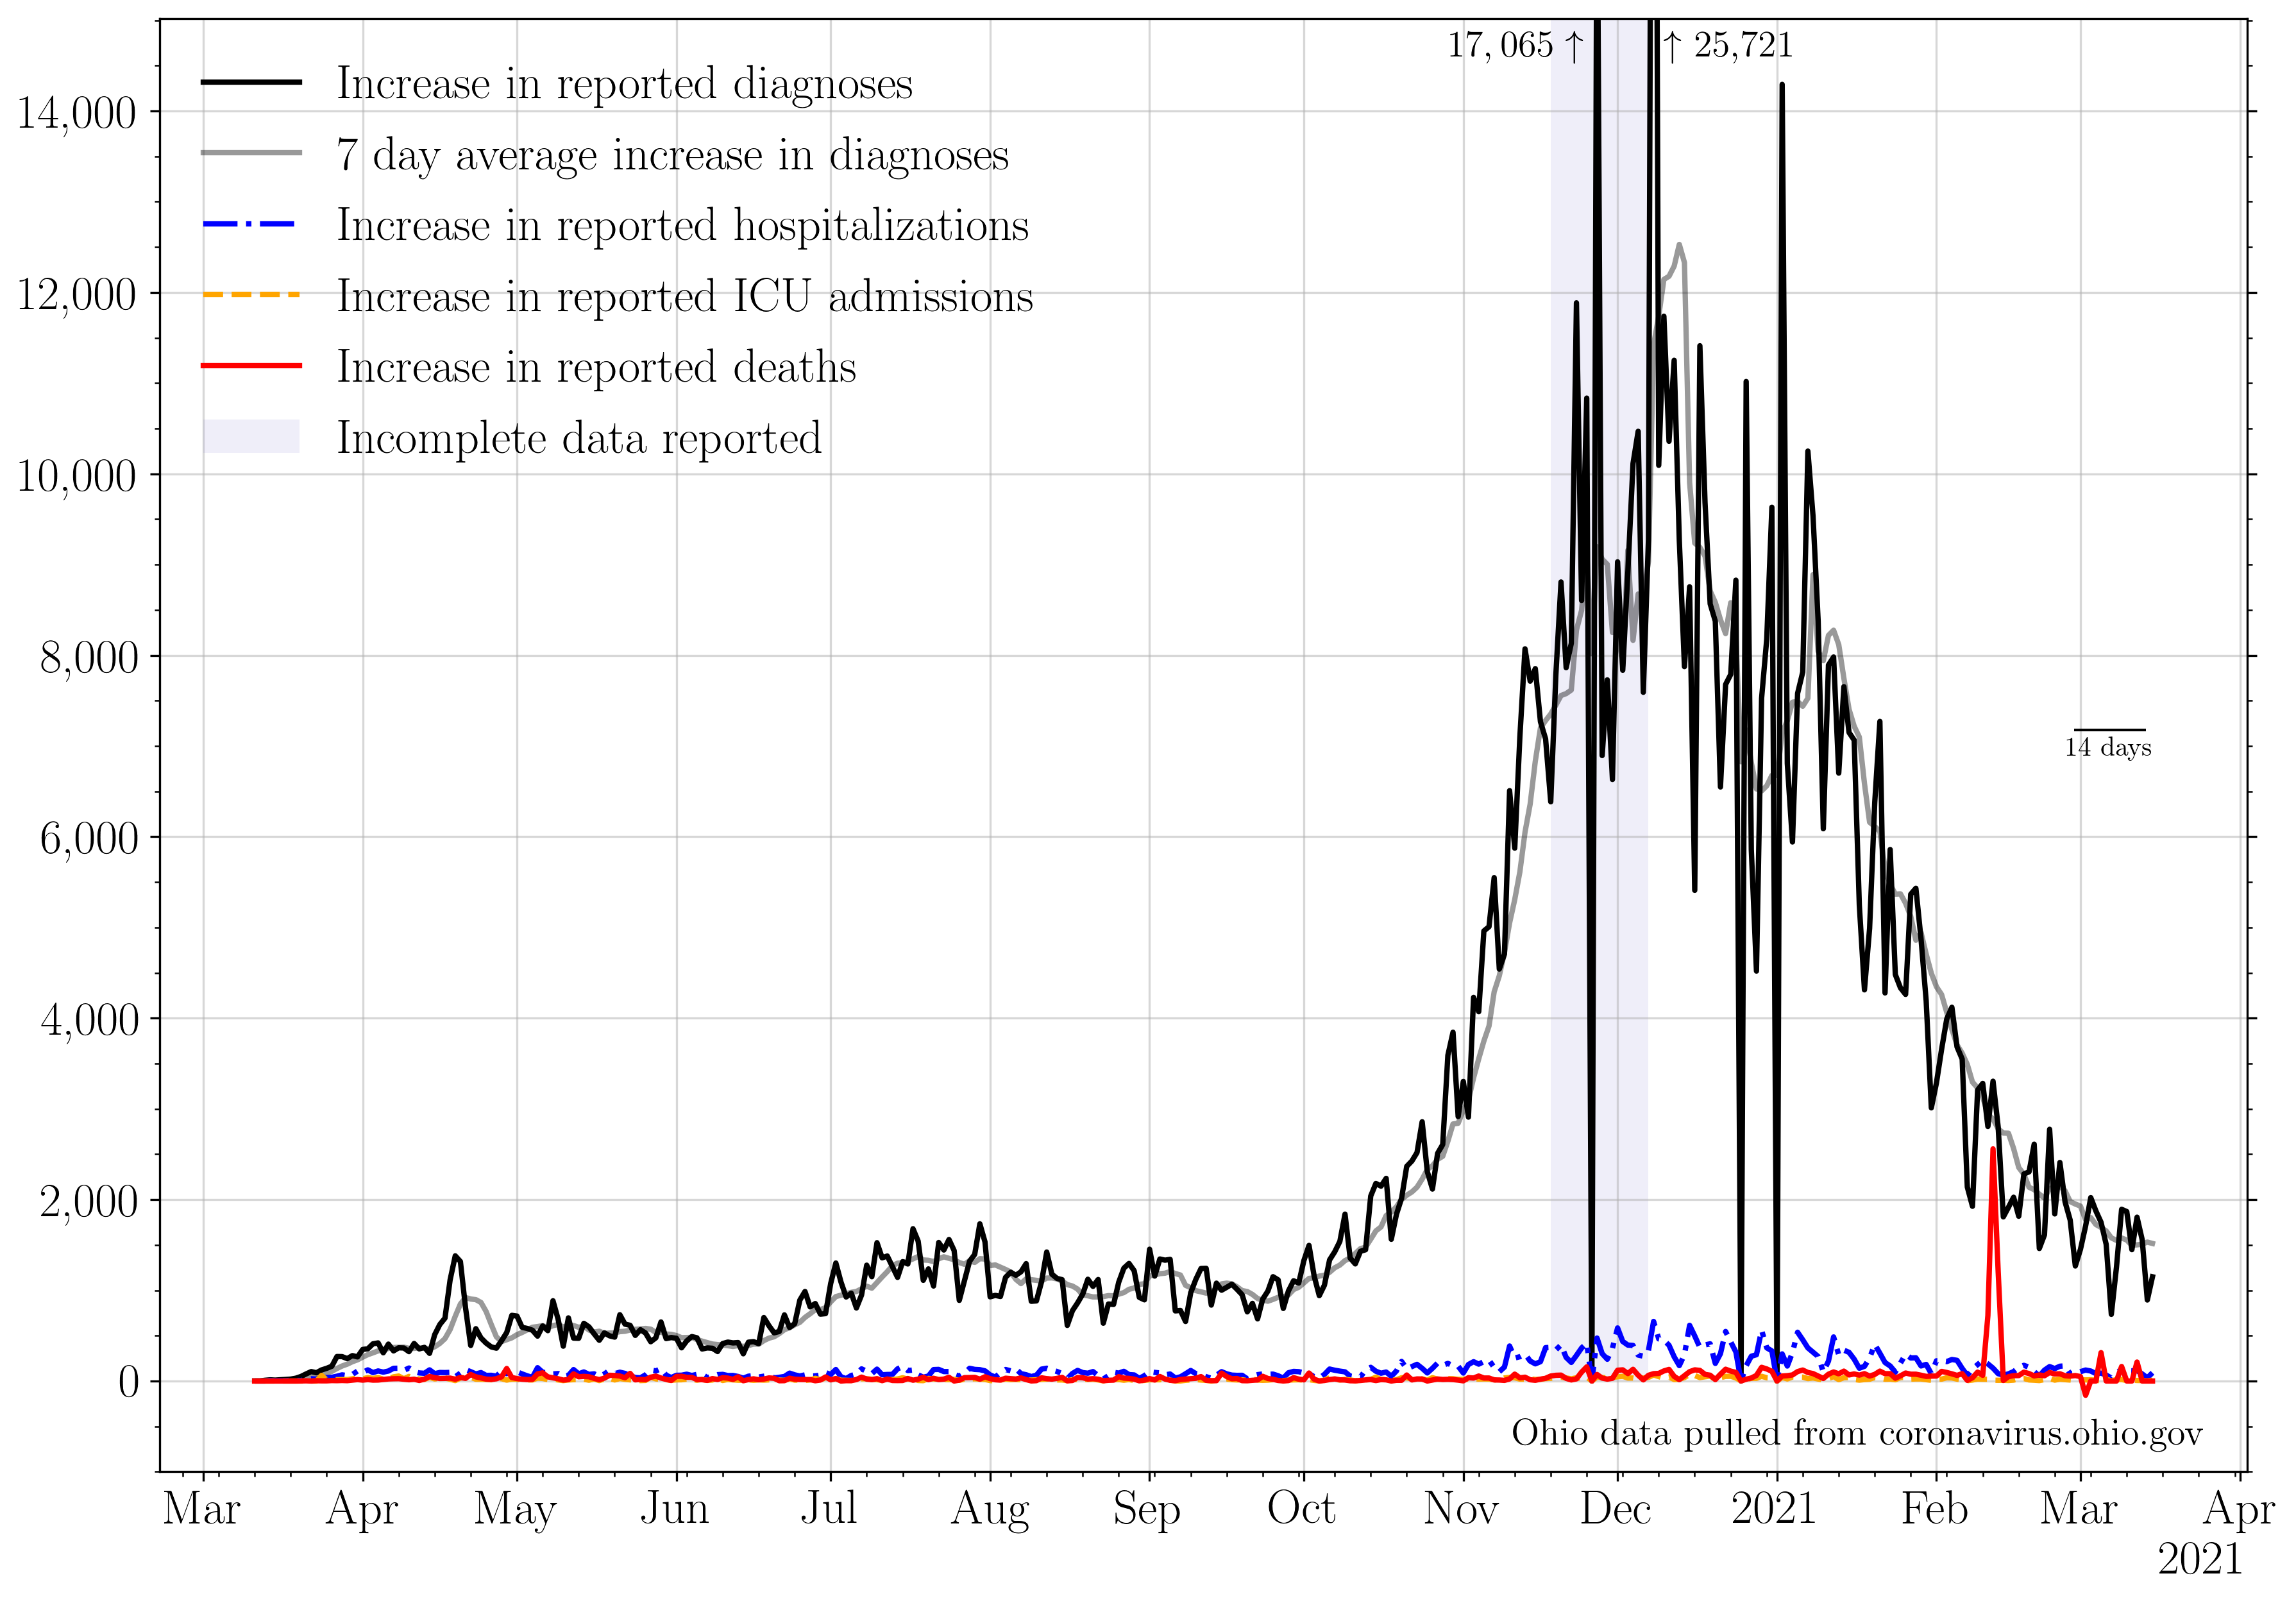 17,065 ↑ ↑ 25,721
Increase in reported diagnoses
7 day average increase in diagnoses
Increase in reported hospitalizations
Increase in reported ICU admissions
Increase in reported deaths
Incomplete data reported
14,000
12,000
10,000
8,000
6,000
4,000
2,000
0
14 days
Ohio data pulled from coronavirus.ohio.gov
Mar Apr May Jun Jul Aug Sep Oct Nov Dec 2021 Feb Mar Apr
2021